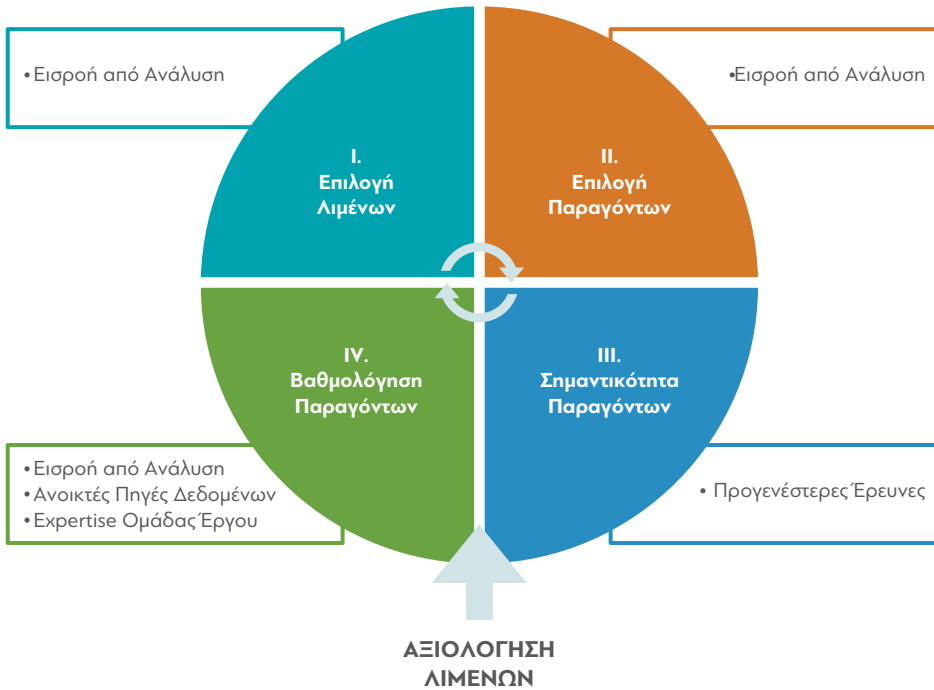 • Εισροή από Ανάλυση
•Εισροή από Ανάλυση
I.
Επιλογή
Λιμένων
II.
Επιλογή
Παραγόντων
IV.
Βαθμολόγηση
Παραγόντων
III.
Σημαντικότητα
Παραγόντων
• Εισροή από Ανάλυση
• Ανοικτές Πηγές Δεδομένων
• Expertise Ομάδας Έργου
• Προγενέστερες Έρευνες
ΑΞΙΟΛΟΓΗΣΗ
ΛΙΜΕΝΩΝ